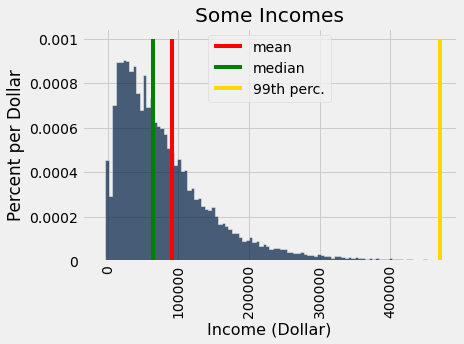 Some Incomes
mean
median
99th perc.
Percent per Dollar
0.001
0.0008
0.0006
0.0004
0.0002
0
0
100000
200000
300000
400000
Income (Dollar)